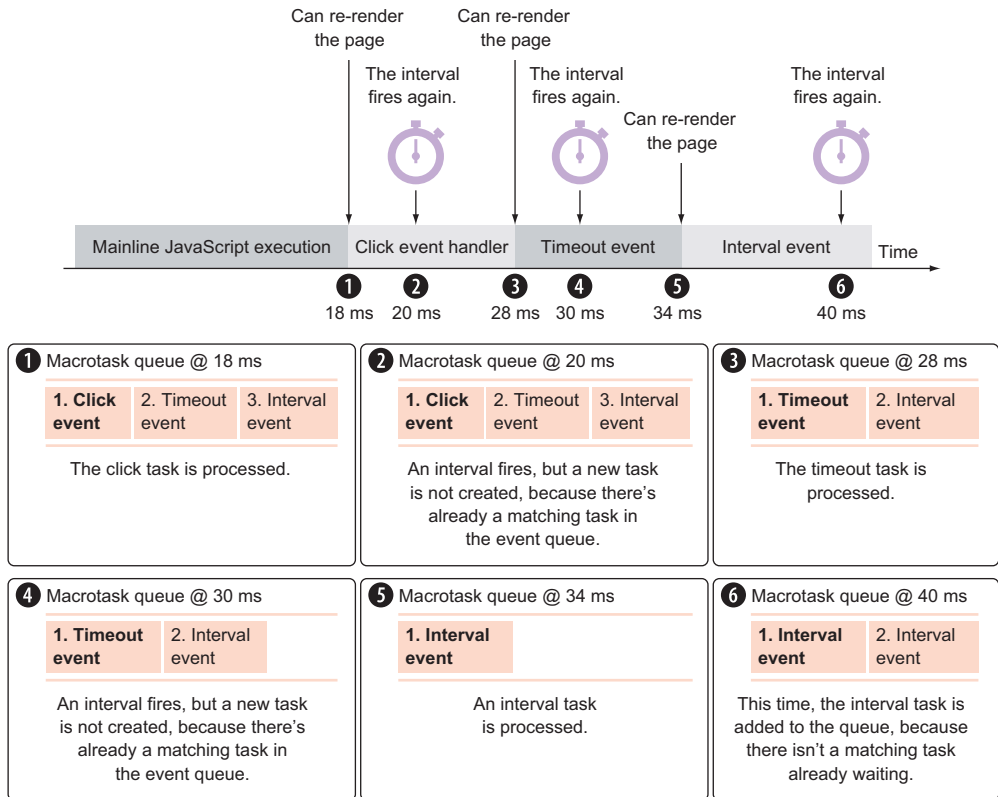 Can re-render
the page
Can re-render
the page
The interval
fires again.
The interval
fires again.
The interval
fires again.
Can re-render
the page
Mainline JavaScript execution
Click event handler
Timeout event
Interval event
Time
1
2
3
4
5
6
18 ms
20 ms
28 ms
30 ms
34 ms
40 ms
1 Macrotask queue @ 18 ms
1. Click
event
2. Timeout
event
3. Interval
event
The click task is processed.
2 Macrotask queue @ 20 ms
1. Click
event
2. Timeout
event
3. Interval
event
An interval fires, but a new task
is not created, because there's
already a matching task in
the event queue.
3 Macrotask queue @ 28 ms
1. Timeout
event
2. Interval
event
The timeout task is
processed.
4 Macrotask queue @ 30 ms
1. Timeout
event
2. Interval
event
An interval fires, but a new task
is not created, because there's
already a matching task in
the event queue.
5 Macrotask queue @ 34 ms
1. Interval
event
An interval task
is processed.
6 Macrotask queue @ 40 ms
1. Interval
event
2. Interval
event
This time, the interval task is
added to the queue, because
there isn't a matching task
already waiting.